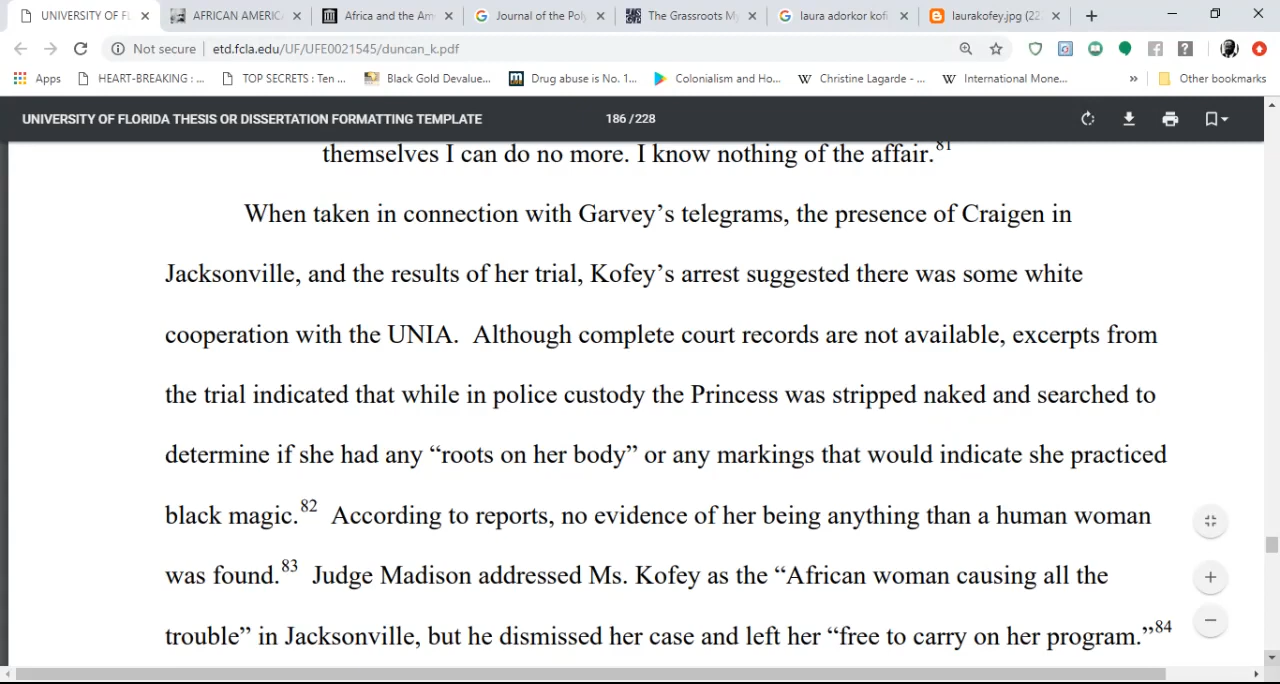 UNIVERSITY OF FL
AFRICAN AMERIC
Africa and the Am
Journal of the Pol
The Grassroots M
laura adorkor kofi
laurakofey.jpg (22
Not secure | etd.fcla.edu/UF/UFE0021545/duncan_k.pdf
Apps
HEART-BREAKING : ...
TOP SECRETS : Ten ...
Black Gold Devalue...
Drug abuse is No. 1...
Colonialism and Ho...
Christine Lagarde - ...
International Mone...
Other bookmarks
UNIVERSITY OF FLORIDA THESIS OR DISSERTATION FORMATTING TEMPLATE
186 / 228
themselves I can do no more. I know nothing of the affair.81
When taken in connection with Garvey’s telegrams, the presence of Craigen in
Jacksonville, and the results of her trial, Kofey’s arrest suggested there was some white
cooperation with the UNIA.  Although complete court records are not available, excerpts from
the trial indicated that while in police custody the Princess was stripped naked and searched to
determine if she had any “roots on her body” or any markings that would indicate she practiced
black magic.82  According to reports, no evidence of her being anything than a human woman
was found.83  Judge Madison addressed Ms. Kofey as the “African woman causing all the
trouble” in Jacksonville, but he dismissed her case and left her “free to carry on her program.”84